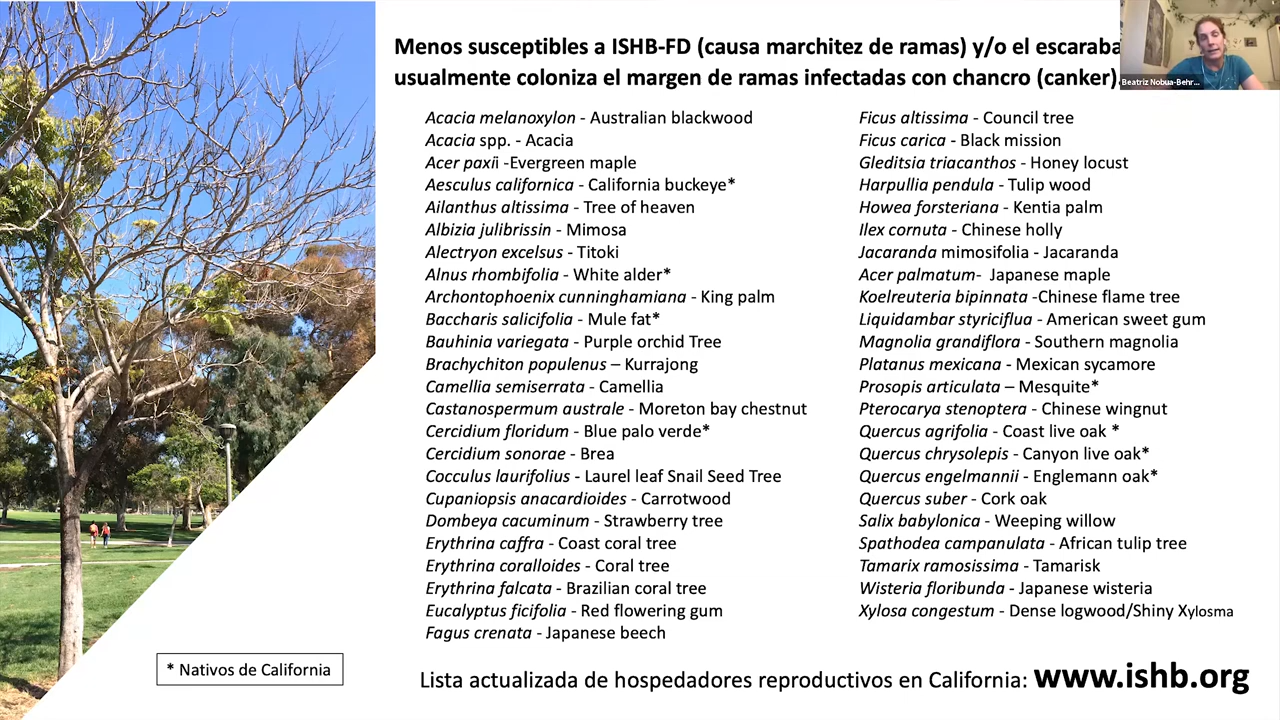 Menos susceptibles a ISHB-FD (causa marchitez de ramas) y/o el escaraba
usualmente coloniza el margen de ramas infectadas con chancro (canker)
Beatriz Nobua-Behr...
Acacia melanoxylon - Australian blackwood
Acacia spp. - Acacia
Acer paxii -Evergreen maple
Aesculus californica - California buckeye*
Ailanthus altissima - Tree of heaven
Albizia julibrissin - Mimosa
Alectryon excelsus - Titoki
Alnus rhombifolia - White alder*
Archontophoenix cunninghamiana - King palm
Baccharis salicifolia - Mule fat*
Bauhinia variegata - Purple orchid Tree
Brachychiton populenus – Kurrajong
Camellia semiserrata - Camellia
Castanospermum australe - Moreton bay chestnut
Cercidium floridum - Blue palo verde*
Cercidium sonorae - Brea
Cocculus laurifolius - Laurel leaf Snail Seed Tree
Cupaniopsis anacardioides - Carrotwood
Dombeya cacuminum - Strawberry tree
Erythrina caffra - Coast coral tree
Erythrina coralloides - Coral tree
Erythrina falcata - Brazilian coral tree
Eucalyptus ficifolia - Red flowering gum
Fagus crenata - Japanese beech
Ficus altissima - Council tree
Ficus carica - Black mission
Gleditsia triacanthos - Honey locust
Harpullia pendula - Tulip wood
Howea forsteriana - Kentia palm
Ilex cornuta - Chinese holly
Jacaranda mimosifolia - Jacaranda
Acer palmatum- Japanese maple
Koelreuteria bipinnata -Chinese flame tree
Liquidambar styriciflua - American sweet gum
Magnolia grandiflora - Southern magnolia
Platanus mexicana - Mexican sycamore
Prosopis articulata – Mesquite*
Pterocarya stenoptera - Chinese wingnut
Quercus agrifolia - Coast live oak *
Quercus chrysolepis - Canyon live oak*
Quercus engelmannii - Englemann oak*
Quercus suber - Cork oak
Salix babylonica - Weeping willow
Spathodea campanulata - African tulip tree
Tamarix ramosissima - Tamarisk
Wisteria floribunda - Japanese wisteria
Xylosa congestum - Dense logwood/Shiny Xylosma
* Nativos de California
Lista actualizada de hospedadores reproductivos en California: www.ishb.org